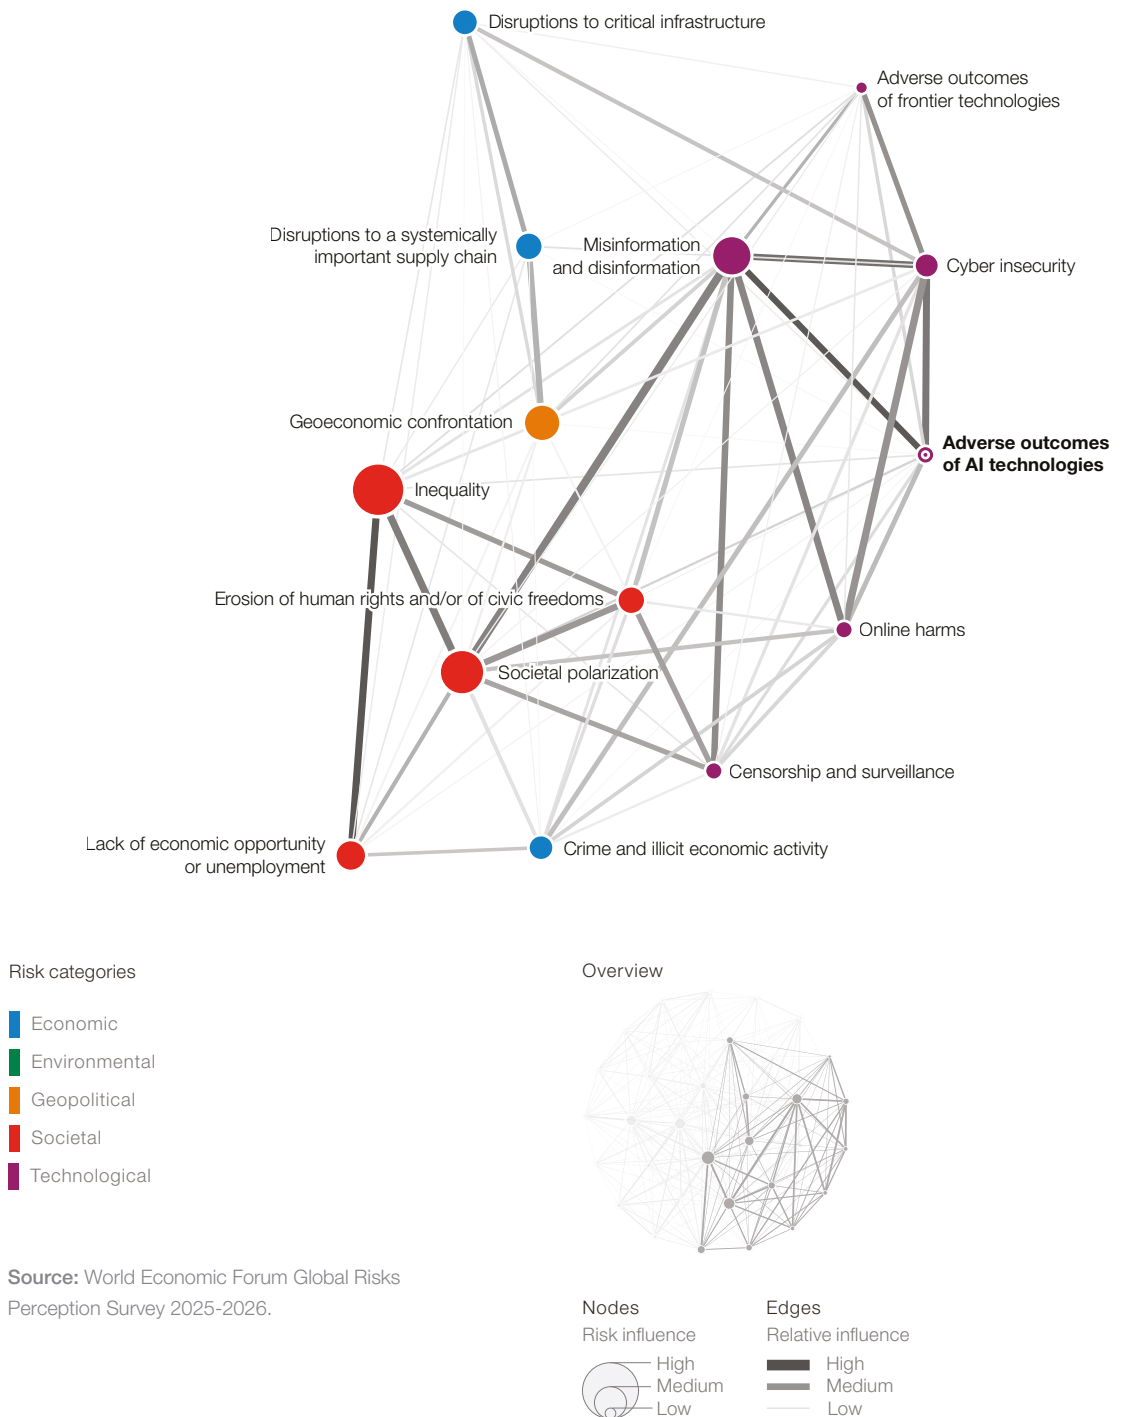 Disruptions to critical infrastructure
Adverse outcomes
of frontier technologies
Disruptions to a systemically
important supply chain
Misinformation
and disinformation
Cyber insecurity
Geoeconomic confrontation
Adverse outcomes
of AI technologies
Inequality
Erosion of human rights and/or of civic freedoms
Online harms
Societal polarization
Censorship and surveillance
Lack of economic opportunity
or unemployment
Crime and illicit economic activity
Risk categories
Economic
Environmental
Geopolitical
Societal
Technological
Overview
Source: World Economic Forum Global Risks
Perception Survey 2025-2026.
Nodes
Risk influence
High
Medium
Low
Edges
Relative influence
High
Medium
Low